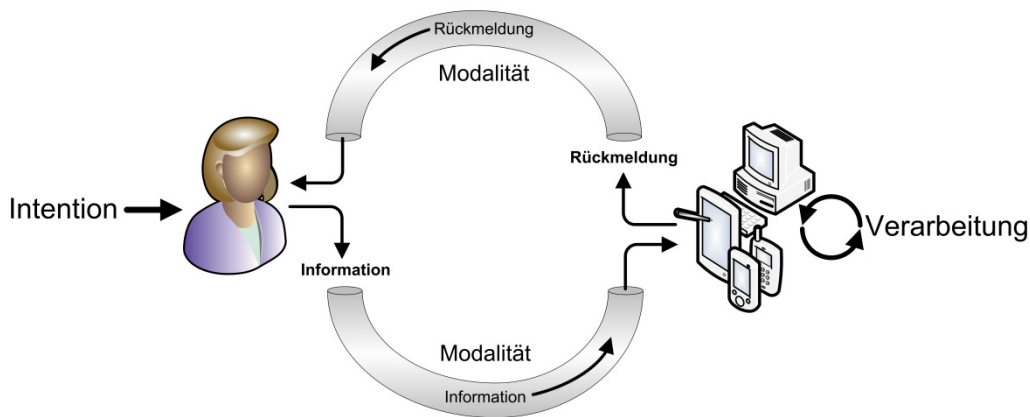 Rückmeldung
Modalität
Rückmeldung
Intention
Verarbeitung
Information
Modalität
Information